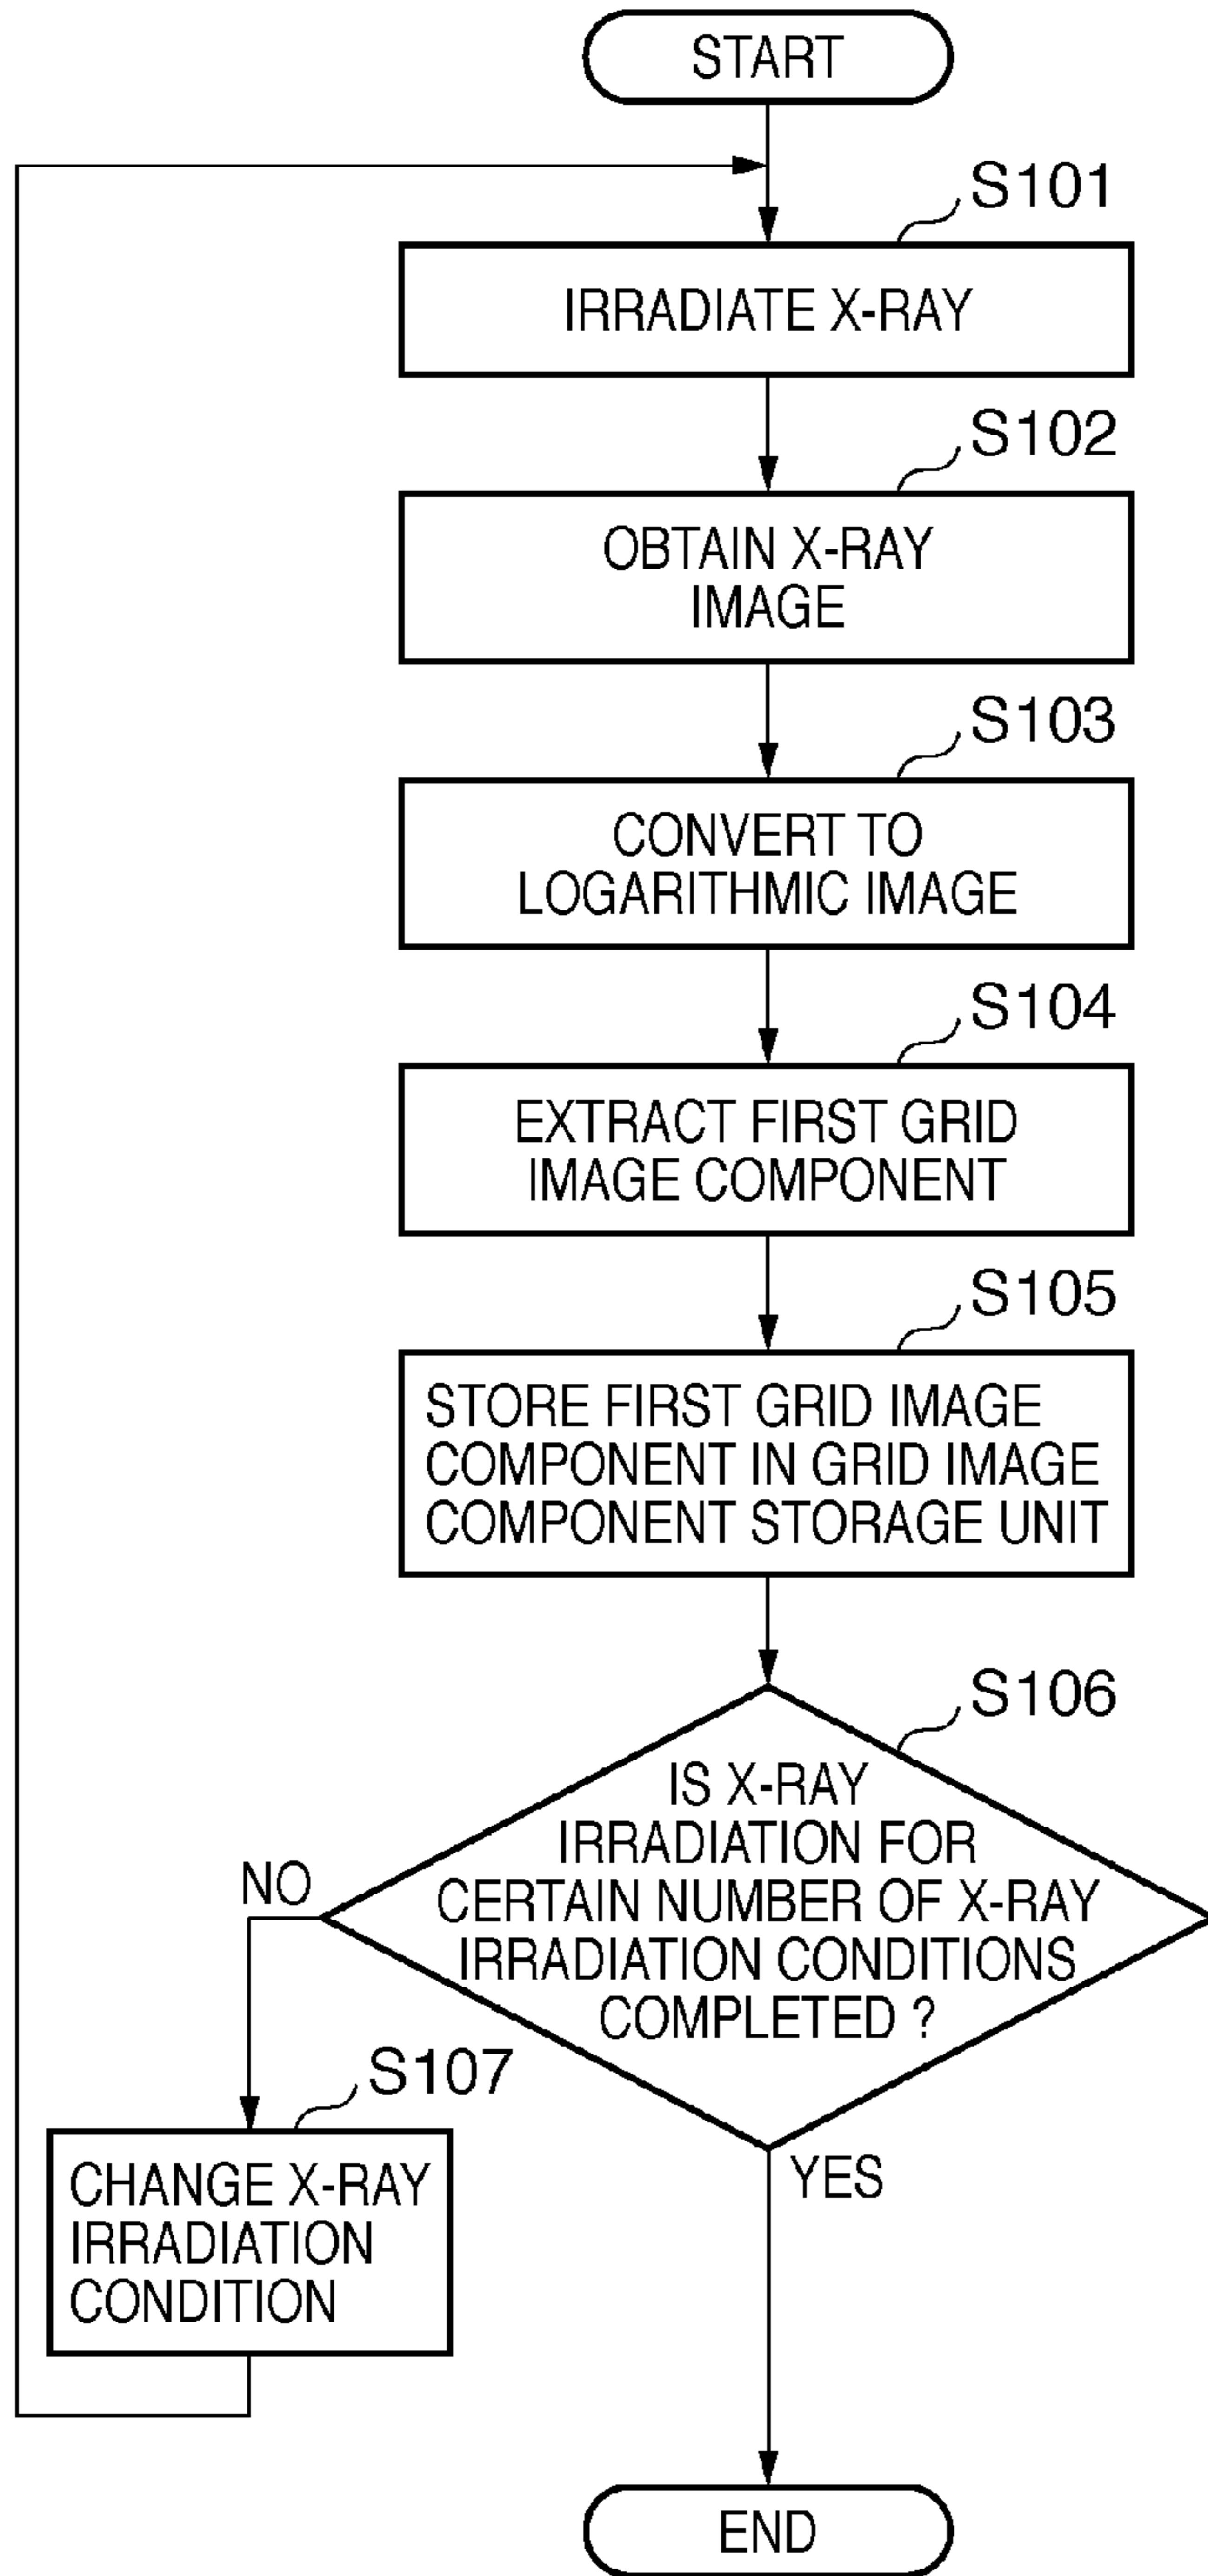 START
S101
IRRADIATE X-RAY
S102
OBTAIN X-RAY
IMAGE
S103
CONVERT TO
LOGARITHMIC IMAGE
S104
EXTRACT FIRST GRID
IMAGE COMPONENT
S105
STORE FIRST GRID IMAGE
COMPONENT IN GRID IMAGE
COMPONENT STORAGE UNIT
S106
IS X-RAY
IRRADIATION FOR
CERTAIN NUMBER OF X-RAY
IRRADIATION CONDITIONS
COMPLETED ?
NO
S107
CHANGE X-RAY
IRRADIATION
CONDITION
YES
END